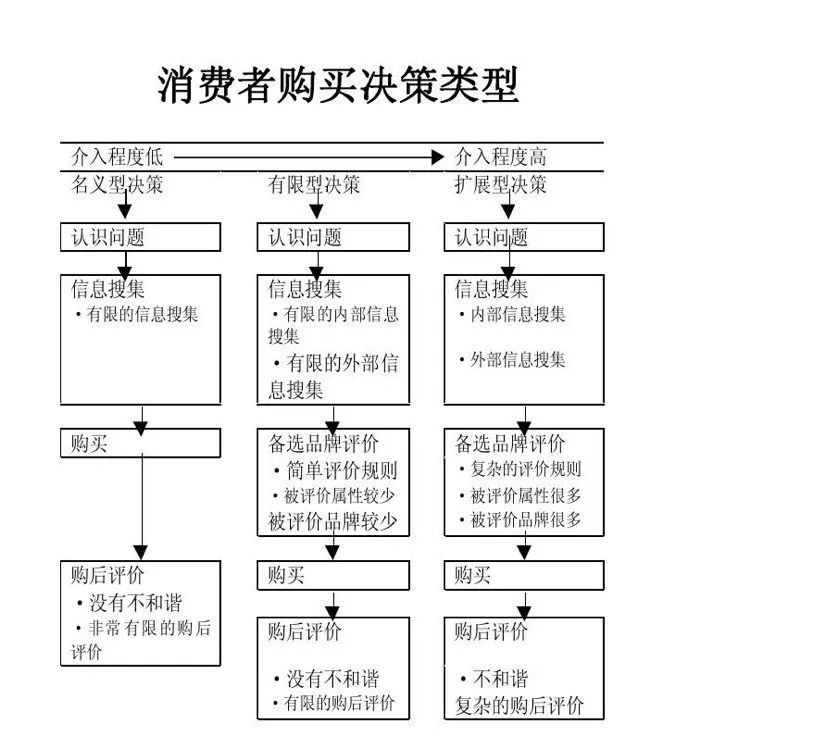 消费者购买决策类型
介入程度低
介入程度高
名义型决策
有限型决策
扩展型决策
认识问题
认识问题
认识问题
信息搜集
·有限的信息搜集
信息搜集
·有限的内部信息
搜集
·有限的外部信
息搜集
信息搜集
·内部信息搜集
·外部信息搜集
购买
备选品牌评价
·简单评价规则
·被评价属性较少
被评价品牌较少
备选品牌评价
·复杂的评价规则
·被评价属性很多
·被评价品牌很多
购后评价
·没有不和谐
·非常有限的购后
评价
购买
购买
购后评价
·没有不和谐
·有限的购后评价
购后评价
·不和谐
复杂的购后评价